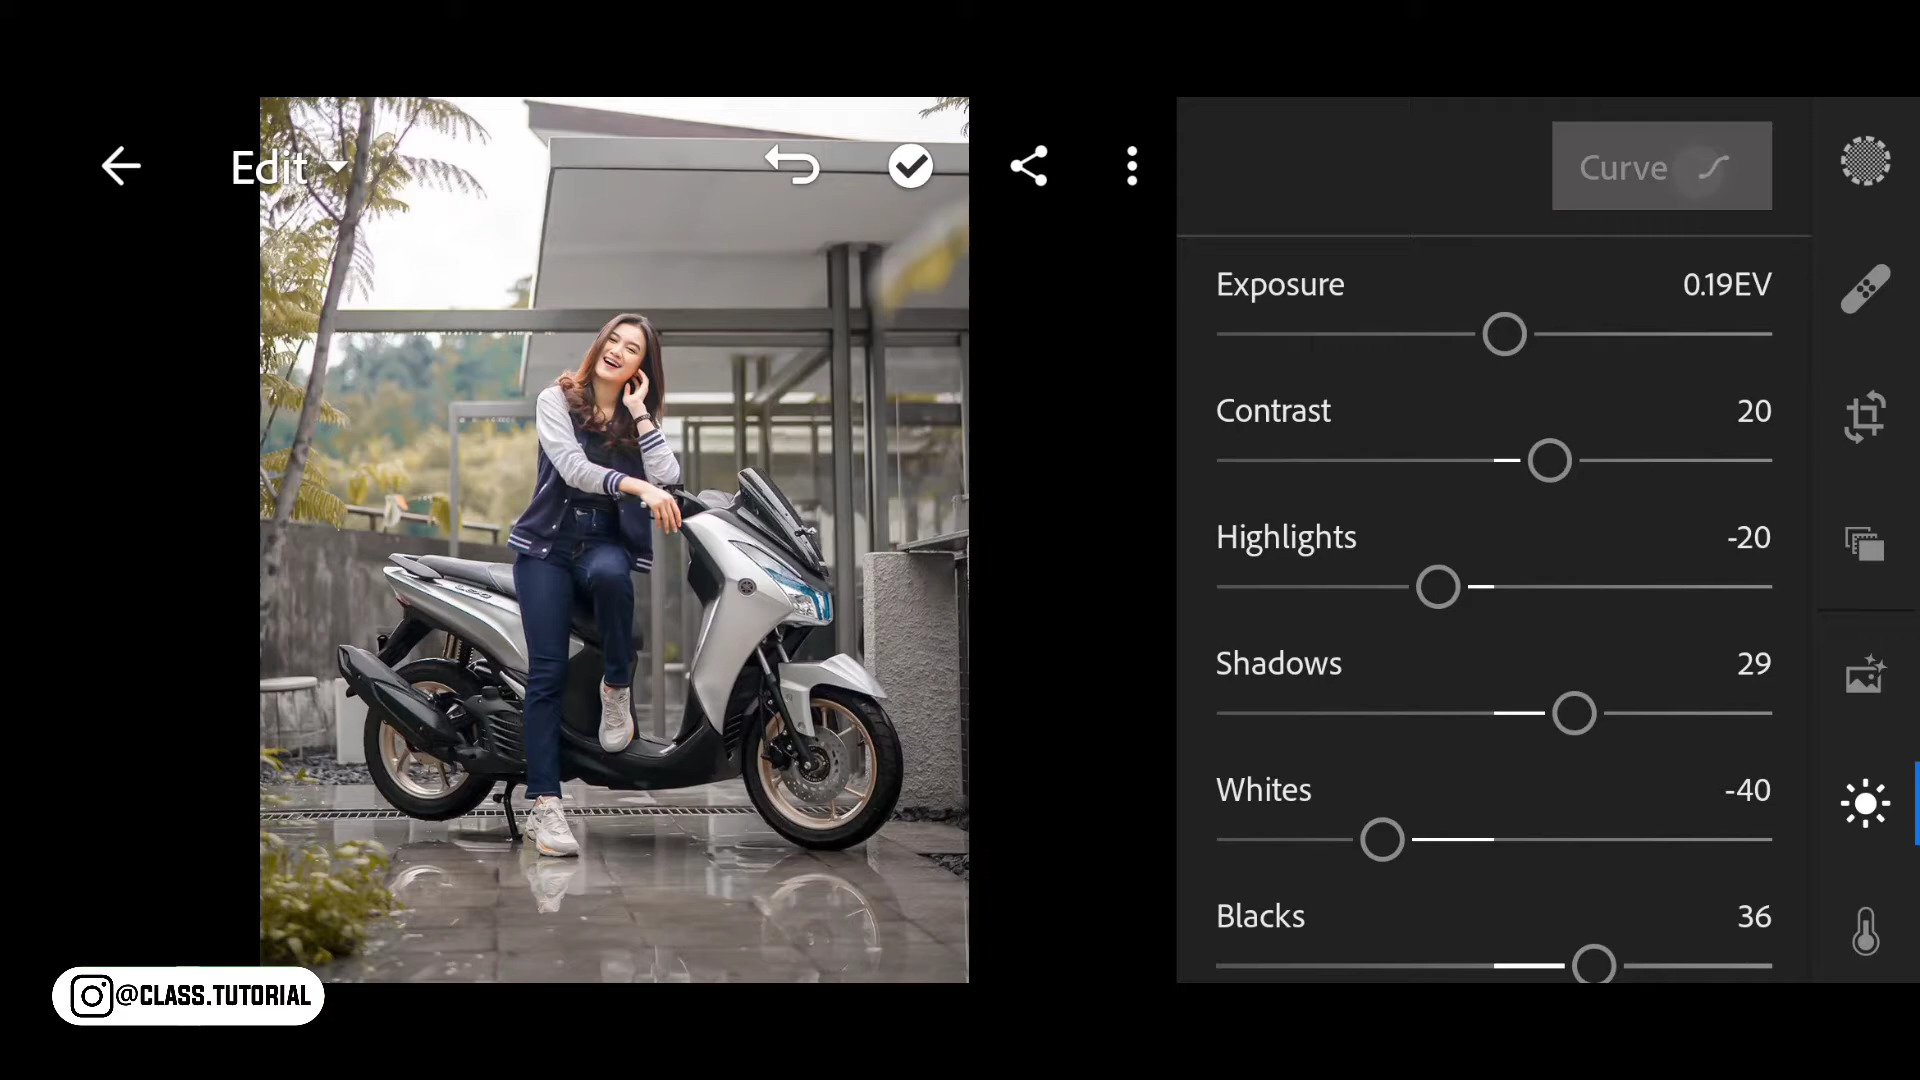 Edit
Curve
Exposure 0.19EV
Contrast 20
Highlights -20
Shadows 29
Whites -40
Blacks 36
@CLASS.TUTORIAL